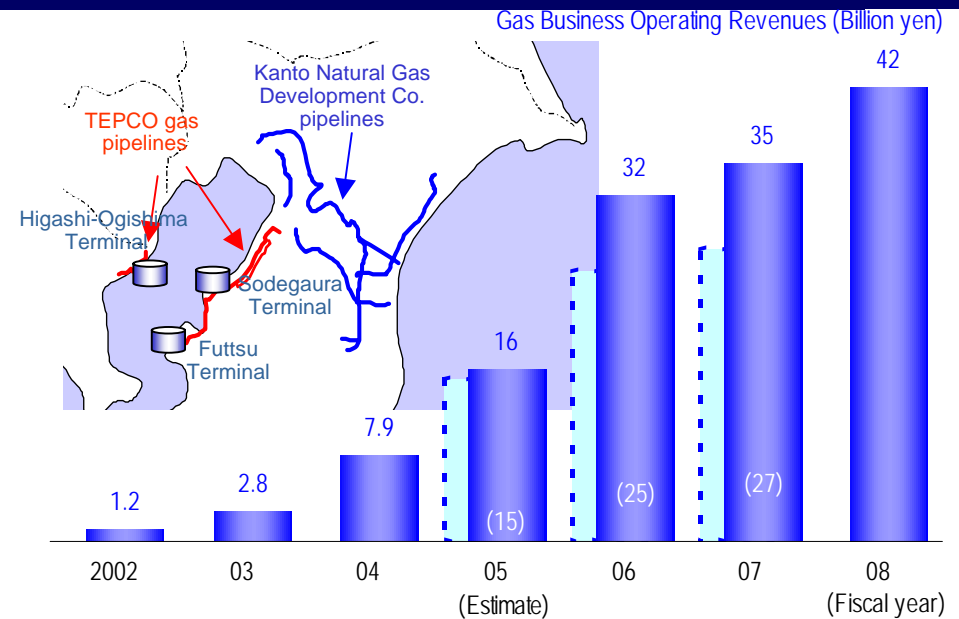 Gas Business Operating Revenues (Billion yen)
Kanto Natural Gas
Development Co.
pipelines
TEPCO gas
pipelines
Higashi-Ogishima
Terminal
Sodegaura
Terminal
Futtsu
Terminal
1.2
2.8
7.9
16
32
35
42
(15)
(25)
(27)
2002
03
04
05
06
07
08
(Estimate)
(Fiscal year)